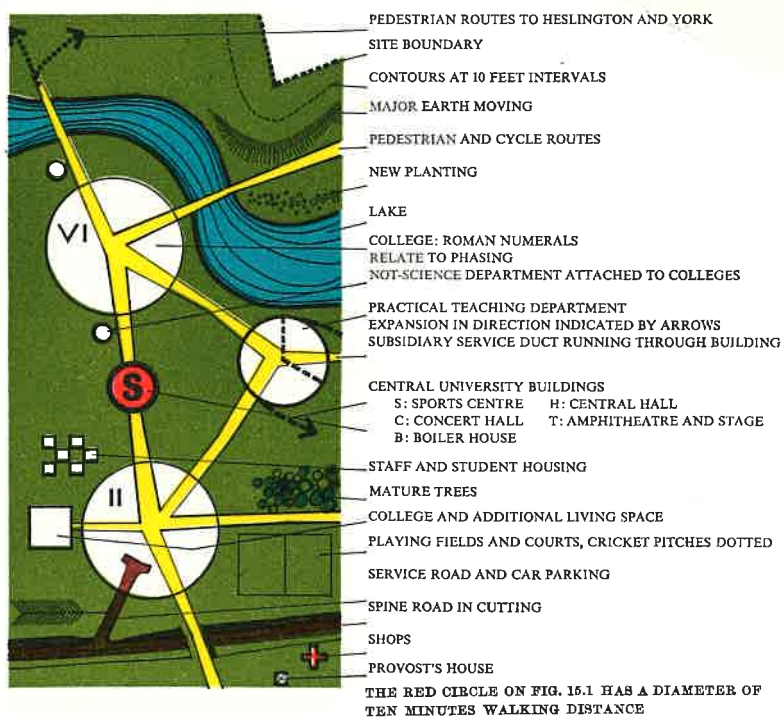 PEDESTRIAN ROUTES TO HESLINGTON AND YORK
SITE BOUNDARY
CONTOURS AT 10 FEET INTERVALS
MAJOR EARTH MOVING
PEDESTRIAN AND CYCLE ROUTES
NEW PLANTING
LAKE
COLLEGE: ROMAN NUMERALS
RELATE TO PHASING
NOT-SCIENCE DEPARTMENT ATTACHED TO COLLEGES
PRACTICAL TEACHING DEPARTMENT
EXPANSION IN DIRECTION INDICATED BY ARROWS
SUBSIDIARY SERVICE DUCT RUNNING THROUGH BUILDING
CENTRAL UNIVERSITY BUILDINGS
S: SPORTS CENTRE H: CENTRAL HALL
C: CONCERT HALL T: AMPHITHEATRE AND STAGE
B: BOILER HOUSE
STAFF AND STUDENT HOUSING
MATURE TREES
COLLEGE AND ADDITIONAL LIVING SPACE
PLAYING FIELDS AND COURTS, CRICKET PITCHES DOTTED
SERVICE ROAD AND CAR PARKING
SPINE ROAD IN CUTTING
SHOPS
PROVOST'S HOUSE
THE RED CIRCLE ON FIG. 15.1 HAS A DIAMETER OF
TEN MINUTES WALKING DISTANCE
VI
S
II